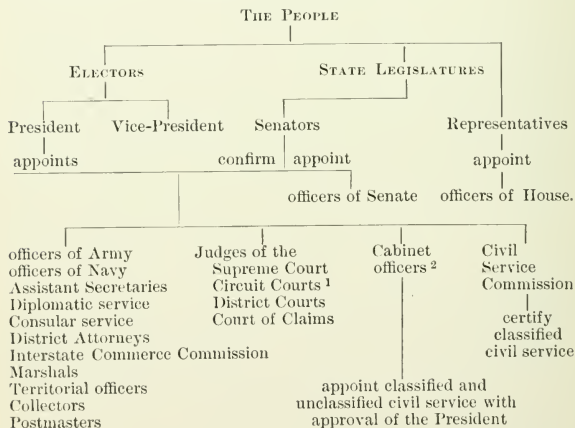 THE PEOPLE
ELECTORS STATE LEGISLATURES
President Vice-President Senators Representatives
appoints confirm appoint appoint
officers of Senate officers of House.
officers of Army
officers of Navy
Assistant Secretaries
Diplomatic service
Consular service
District Attorneys
Interstate Commerce Commission
Marshals
Territorial officers
Collectors
Postmasters
Judges of the
Supreme Court
Circuit Courts 1
District Courts
Court of Claims
Cabinet
officers 2
appoint classified and
unclassified civil service with
approval of the President
Civil
Service
Commission
certify
classified
civil service